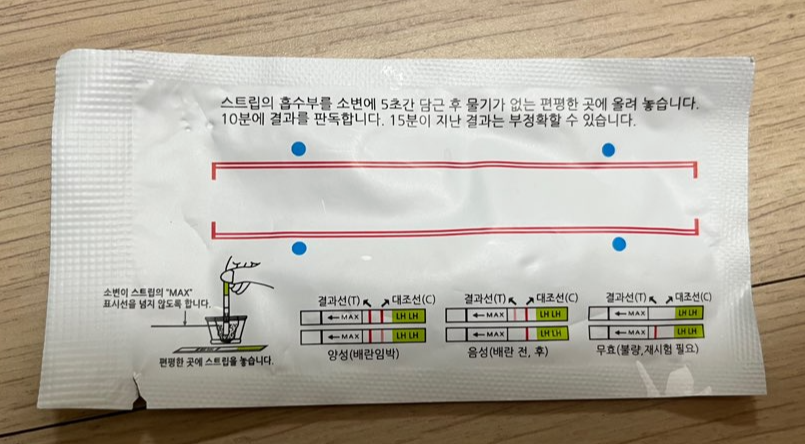 스트립의 흡수부를 소변에 5초간 담근 후 물기가 없는 편평한 곳에 올려 놓습니다.
10분에 결과를 판독합니다. 15분이 지난 결과는 부정확할 수 있습니다.
소변이 스트립의 "MAX"
표시선을 넘지 않도록 합니다.
편평한 곳에 스트립을 놓습니다.
결과선(T) 대조선(C)
←MAX LH LH
←MAX LH LH
양성(배란임박)
결과선(T) 대조선(C)
←MAX LH LH
←MAX LH LH
음성(배란 전, 후)
결과선(T) 대조선(C)
←MAX LH LH
←MAX LH LH
무효(불량,재시험 필요)